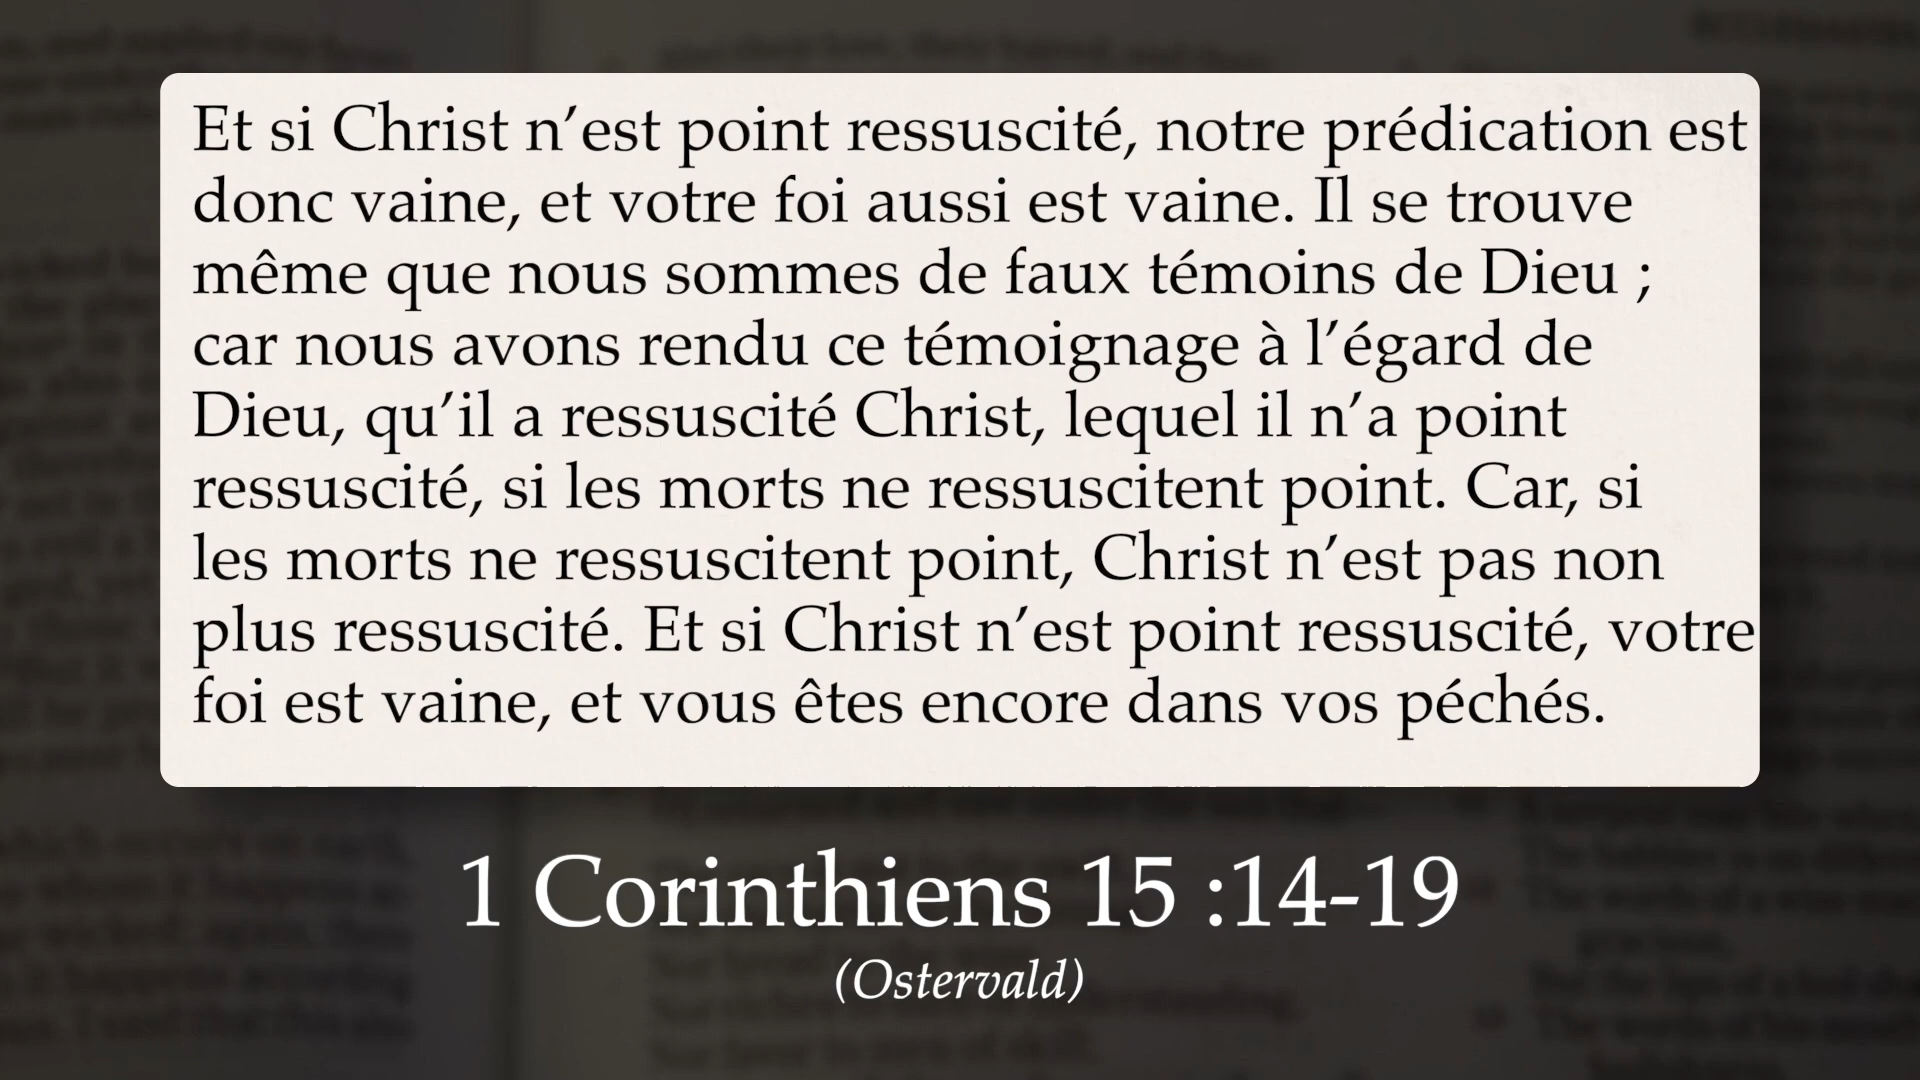 Et si Christ n’est point ressuscité, notre prédication est
donc vaine, et votre foi aussi est vaine. Il se trouve
même que nous sommes de faux témoins de Dieu ;
car nous avons rendu ce témoignage à l’égard de
Dieu, qu’il a ressuscité Christ, lequel il n’a point
ressuscité, si les morts ne ressuscitent point. Car, si
les morts ne ressuscitent point, Christ n’est pas non
plus ressuscité. Et si Christ n’est point ressuscité, votre
foi est vaine, et vous êtes encore dans vos péchés.
1 Corinthiens 15 :14-19
(Ostervald)